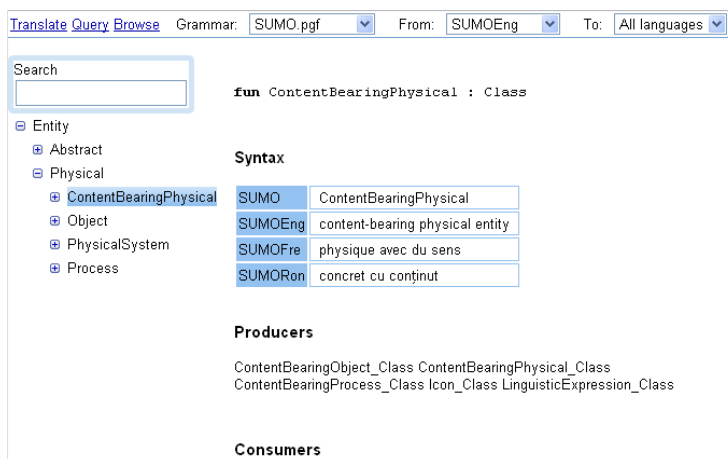 Translate Query Browse Grammar: SUMO.pgf From: SUMOEng To: All languages
Search
fun ContentBearingPhysical : Class
Entity
Abstract
Physical
ContentBearingPhysical
Object
PhysicalSystem
Process
Syntax
SUMO ContentBearingPhysical
SUMOEng content-bearing physical entity
SUMOFre physique avec du sens
SUMORon concret cu conținut
Producers
ContentBearingObject_Class ContentBearingPhysical_Class
ContentBearingProcess_Class Icon_Class LinguisticExpression_Class
Consumers